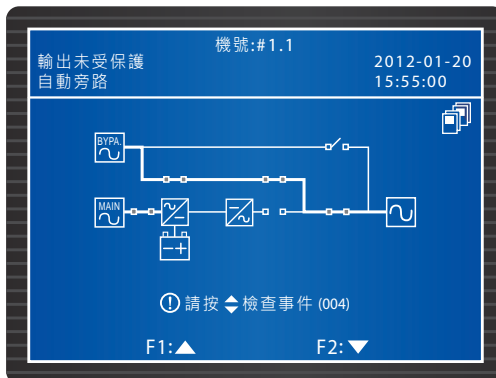 機號:#1.1
輸出未受保護
自動旁路
2012-01-20
15:55:00
BYPA.
MAIN
請按檢查事件 (004)
F1:
F2: